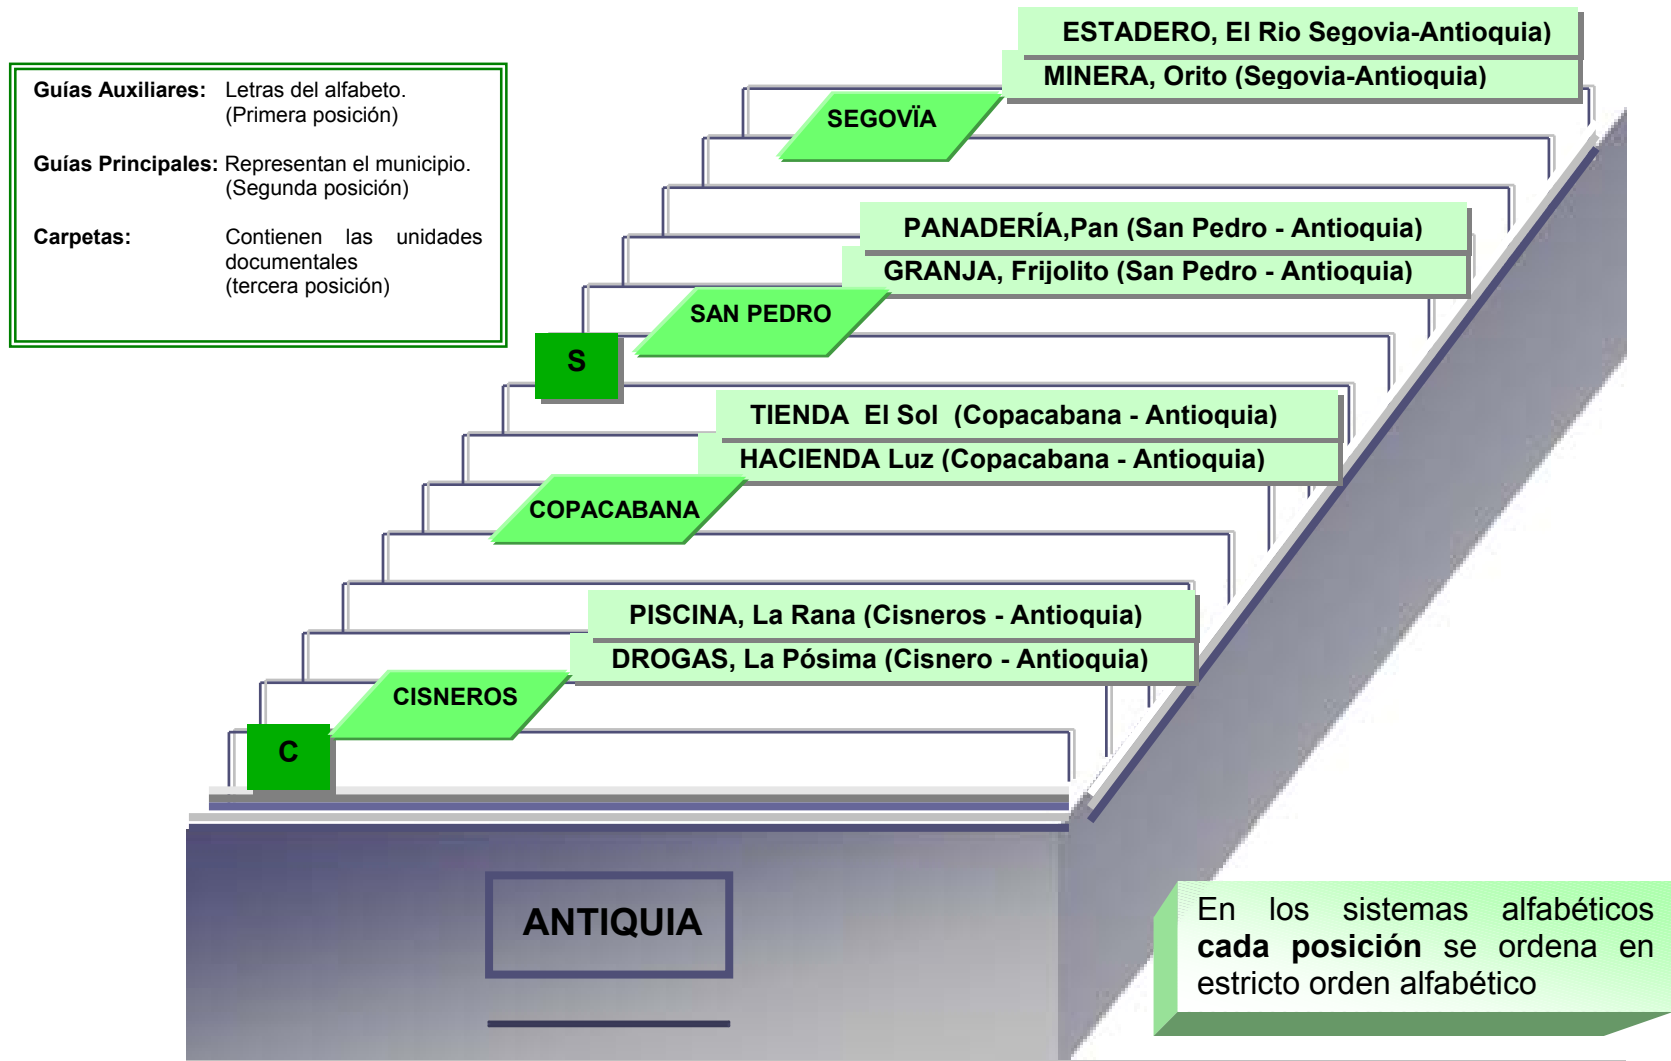 Guías Auxiliares: Letras del alfabeto.
(Primera posición)
Guías Principales: Representan el municipio.
(Segunda posición)
Carpetas: Contienen las unidades
documentales
(tercera posición)
ESTADERO, El Rio Segovia-Antioquia)
MINERA, Orito (Segovia-Antioquia)
SEGOVÏA
PANADERÍA,Pan (San Pedro - Antioquia)
GRANJA, Frijolito (San Pedro - Antioquia)
SAN PEDRO
S
TIENDA El Sol (Copacabana - Antioquia)
HACIENDA Luz (Copacabana - Antioquia)
COPACABANA
PISCINA, La Rana (Cisneros - Antioquia)
DROGAS, La Pósima (Cisnero - Antioquia)
CISNEROS
C
ANTIQUIA
En los sistemas alfabéticos
cada posición se ordena en
estricto orden alfabético